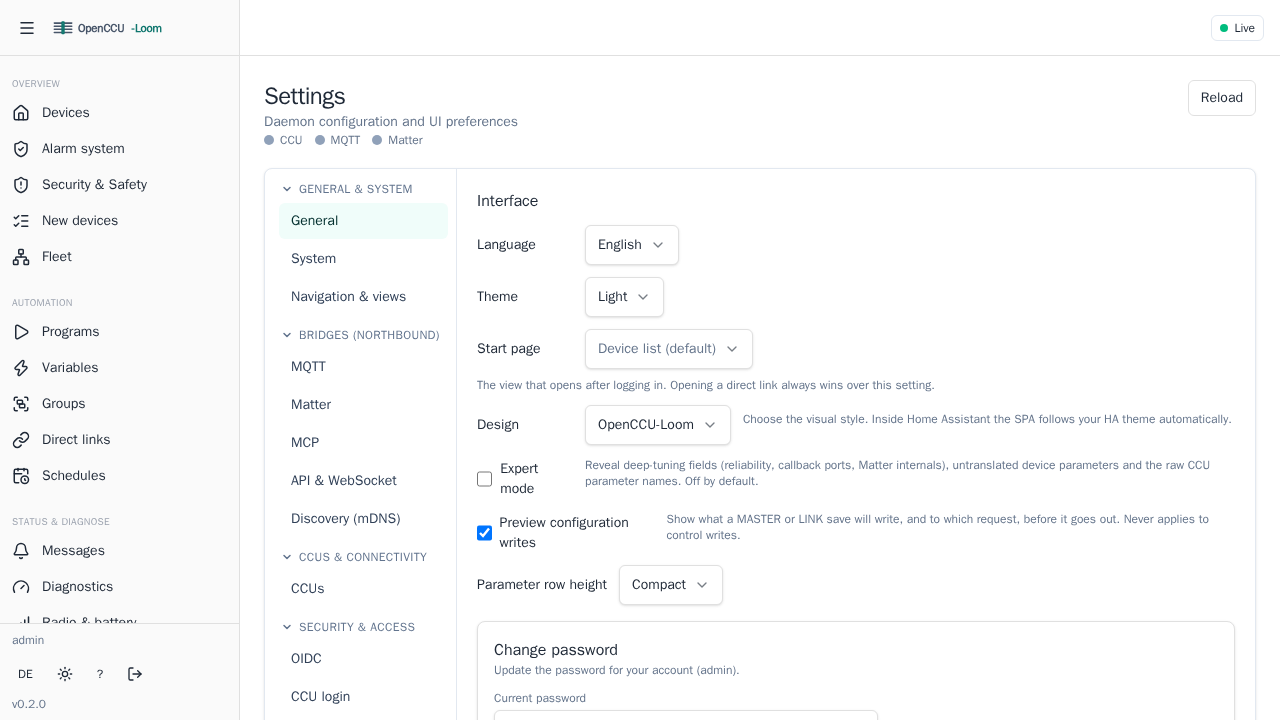 OpenCCU -Loom
Live
OVERVIEW
Devices
Alarm system
Security & Safety
New devices
Fleet
AUTOMATION
Programs
Variables
Groups
Direct links
Schedules
STATUS & DIAGNOSE
Messages
Diagnostics
Radio & battery
admin
DE
?
v0.2.0
Settings
Daemon configuration and UI preferences
CCU MQTT Matter
Reload
GENERAL & SYSTEM
General
System
Navigation & views
BRIDGES (NORTHBOUND)
MQTT
Matter
MCP
API & WebSocket
Discovery (mDNS)
CCUS & CONNECTIVITY
CCUs
SECURITY & ACCESS
OIDC
CCU login
Interface
Language English
Theme Light
Start page Device list (default)
The view that opens after logging in. Opening a direct link always wins over this setting.
Design OpenCCU-Loom Choose the visual style. Inside Home Assistant the SPA follows your HA theme automatically.
Expert mode
Reveal deep-tuning fields (reliability, callback ports, Matter internals), untranslated device parameters and the raw CCU
parameter names. Off by default.
Preview configuration
writes
Show what a MASTER or LINK save will write, and to which request, before it goes out. Never applies to
control writes.
Parameter row height Compact
Change password
Update the password for your account (admin).
Current password